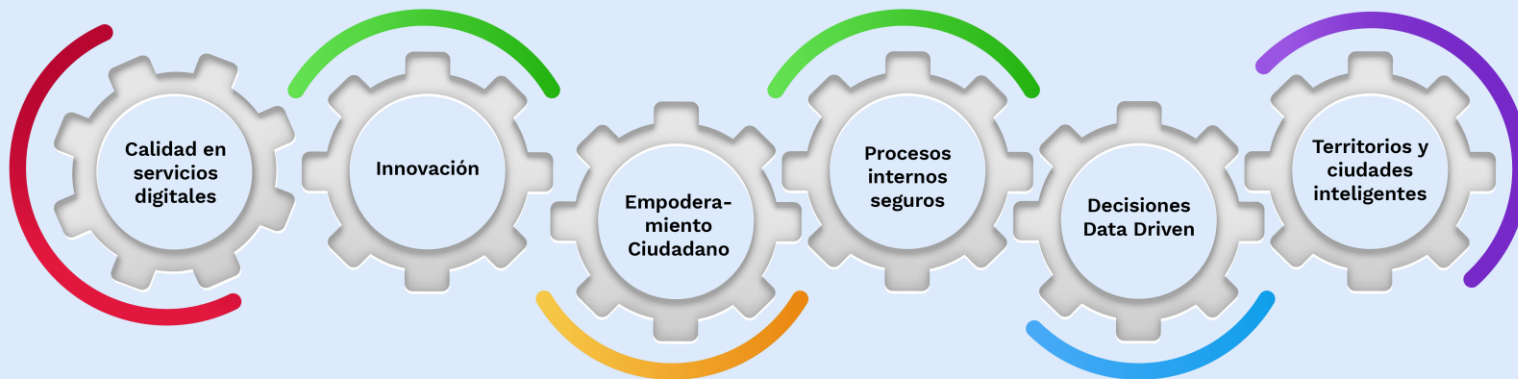 Calidad en
servicios
digitales
Innovación
Empodera-
miento
Ciudadano
Procesos
internos
seguros
Decisiones
Data Driven
Territorios y
ciudades
inteligentes